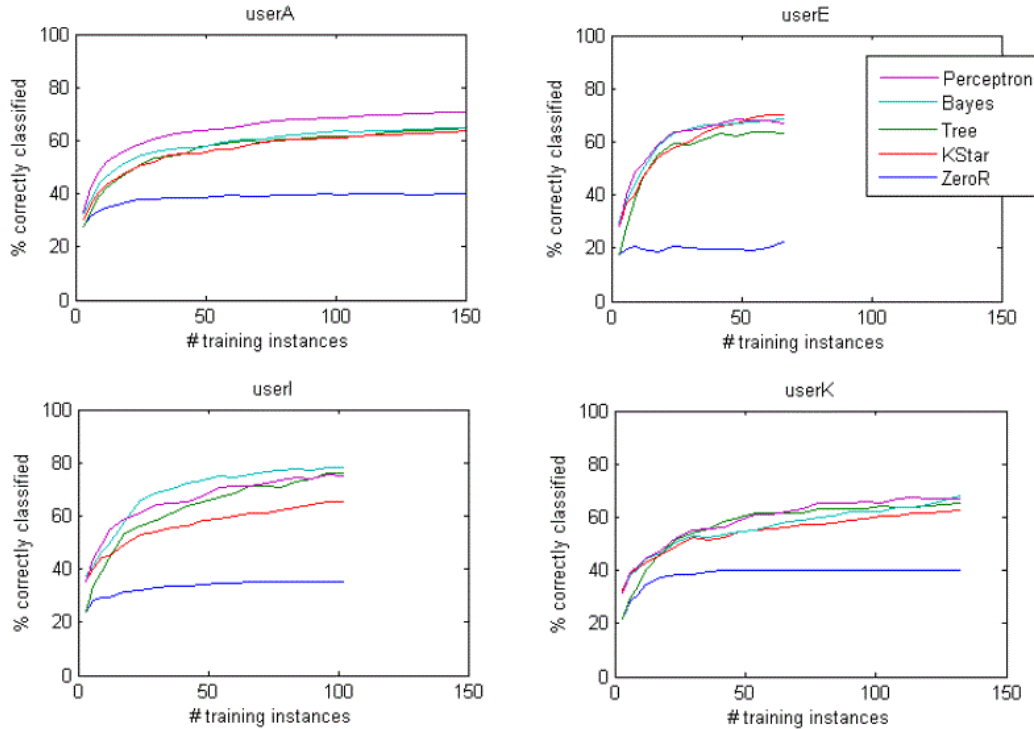 userA
% correctly classified
100
80
60
40
20
0
0 50 100 150
# training instances
userE
% correctly classified
100
80
60
40
20
0
0 50 100 150
# training instances
Perceptron
Bayes
Tree
KStar
ZeroR
userI
% correctly classified
100
80
60
40
20
0
0 50 100 150
# training instances
userK
% correctly classified
100
80
60
40
20
0
0 50 100 150
# training instances